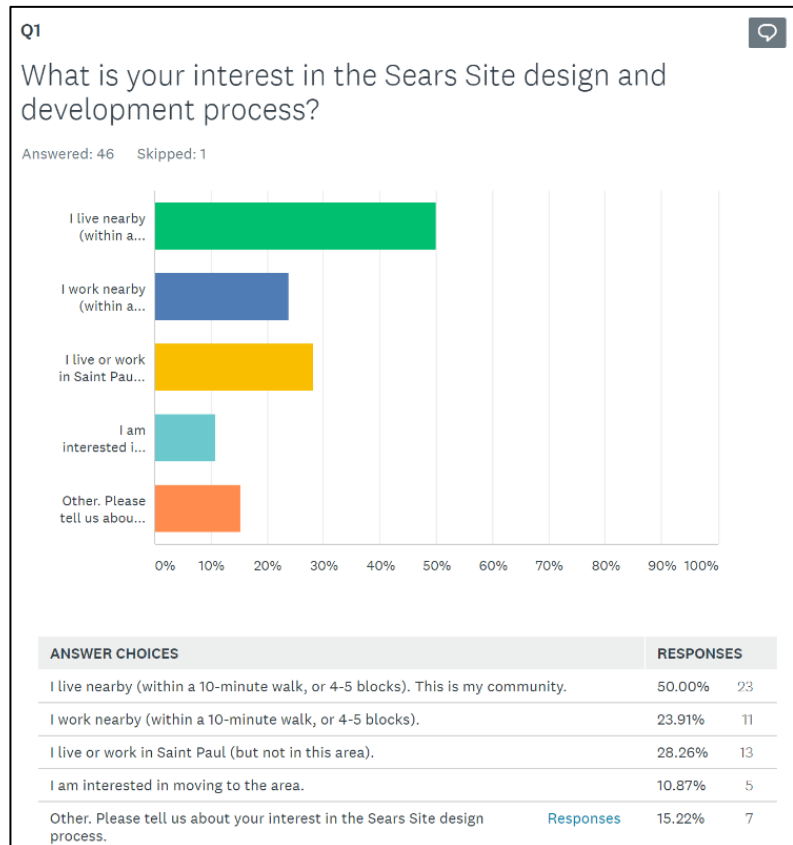 Q1
What is your interest in the Sears Site design and
development process?
Answered: 46 Skipped: 1
I live nearby
(within a...
I work nearby
(within a...
I live or work
in Saint Pau...
I am
interested i...
Other. Please
tell us abou...
0% 10% 20% 30% 40% 50% 60% 70% 80% 90% 100%
ANSWER CHOICES RESPONSES
I live nearby (within a 10-minute walk, or 4-5 blocks). This is my community. 50.00% 23
I work nearby (within a 10-minute walk, or 4-5 blocks). 23.91% 11
I live or work in Saint Paul (but not in this area). 28.26% 13
I am interested in moving to the area. 10.87% 5
Other. Please tell us about your interest in the Sears Site design Responses 15.22% 7
process.